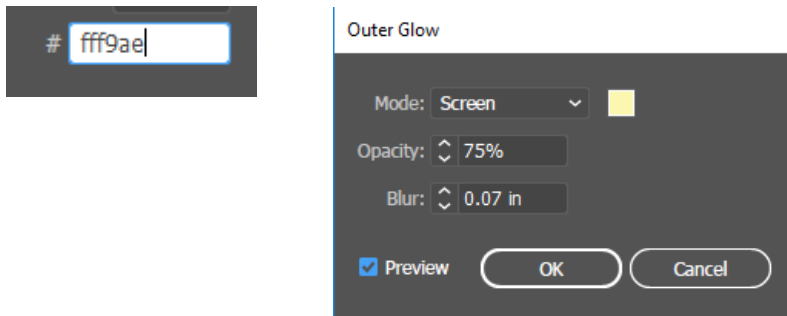 # fff9ae
Outer Glow
Mode: Screen
Opacity: 75%
Blur: 0.07 in
Preview OK Cancel